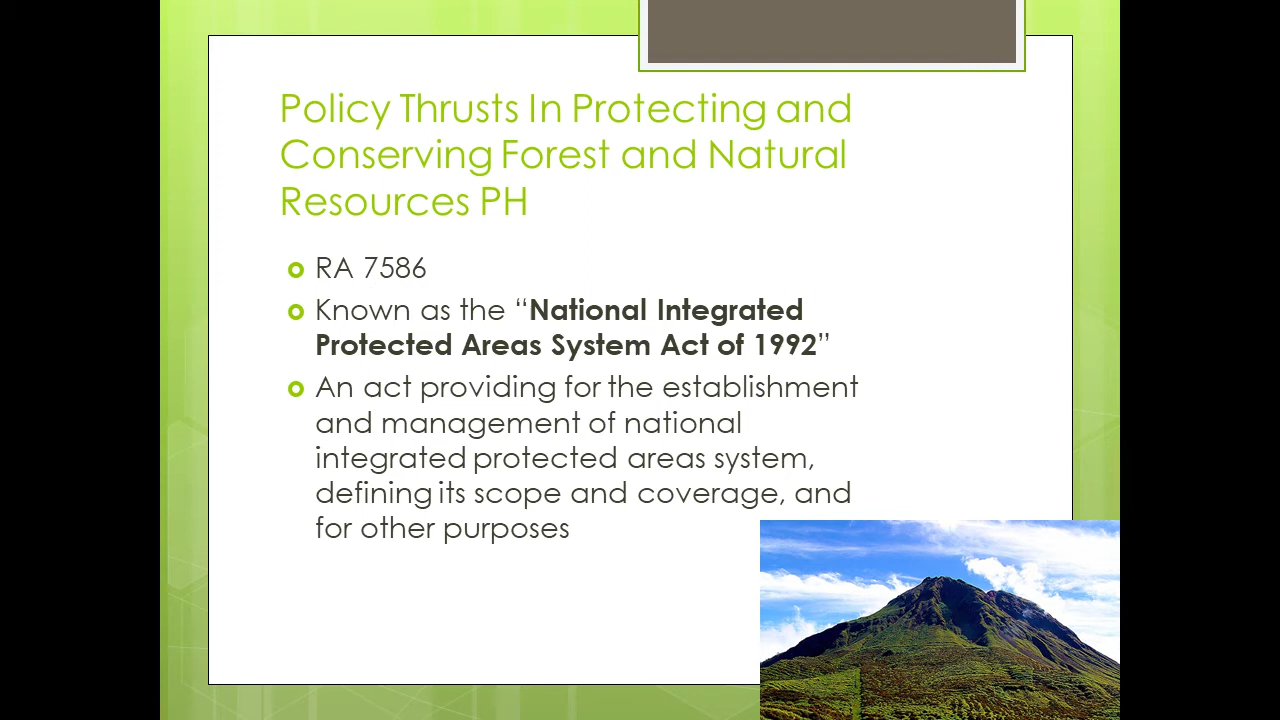 Policy Thrusts In Protecting and
Conserving Forest and Natural
Resources PH
RA 7586
Known as the “National Integrated
Protected Areas System Act of 1992”
An act providing for the establishment
and management of national
integrated protected areas system,
defining its scope and coverage, and
for other purposes